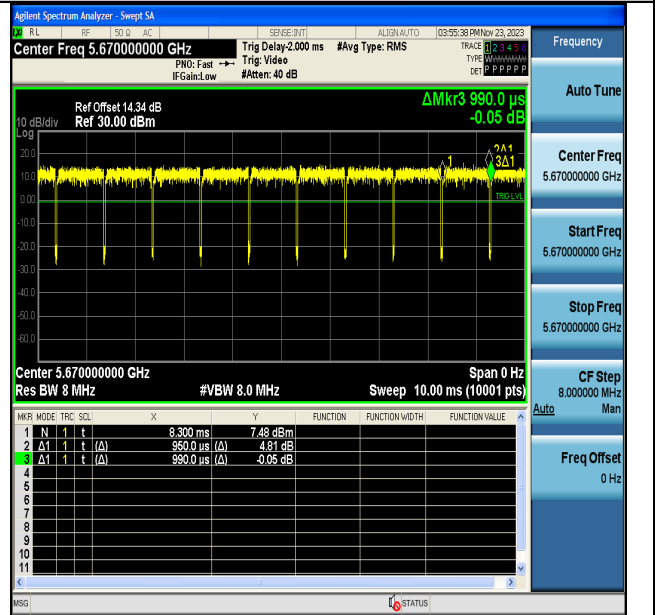 Agilent Spectrum Analyzer - Swept SA
RL RF 50 Ω AC SENSE:INT ALIGN AUTO 03:55:38 PM Nov 23, 2023
Center Freq 5.670000000 GHz
PNO: Fast
IFGain:Low
Trig Delay-2.000 ms
Trig: Video
#Atten: 40 dB
#Avg Type: RMS
TRACE 1 2 3 4 5 6
TYPE
DET P P P P P P
ΔMkr3 990.0 µs
-0.05 dB
Ref Offset 14.34 dB
10 dB/div Ref 30.00 dBm
Log
20.0
10.0
0.00
-10.0
-20.0
-30.0
-40.0
-50.0
-60.0
1
2Δ1
3Δ1
TRIG LVL
Center 5.670000000 GHz Span 0 Hz
Res BW 8 MHz #VBW 8.0 MHz Sweep 10.00 ms (10001 pts)
MKR MODE TRC SCL X Y FUNCTION FUNCTION WIDTH FUNCTION VALUE
1 N 1 t 8.300 ms 7.48 dBm
2 Δ1 1 t (Δ) 950.0 µs (Δ) 4.81 dB
3 Δ1 1 t (Δ) 990.0 µs (Δ) -0.05 dB
4
5
6
7
8
9
10
11
MSG STATUS
Frequency
Auto Tune
Center Freq
5.670000000 GHz
Start Freq
5.670000000 GHz
Stop Freq
5.670000000 GHz
CF Step
8.000000 MHz
Auto Man
Freq Offset
0 Hz